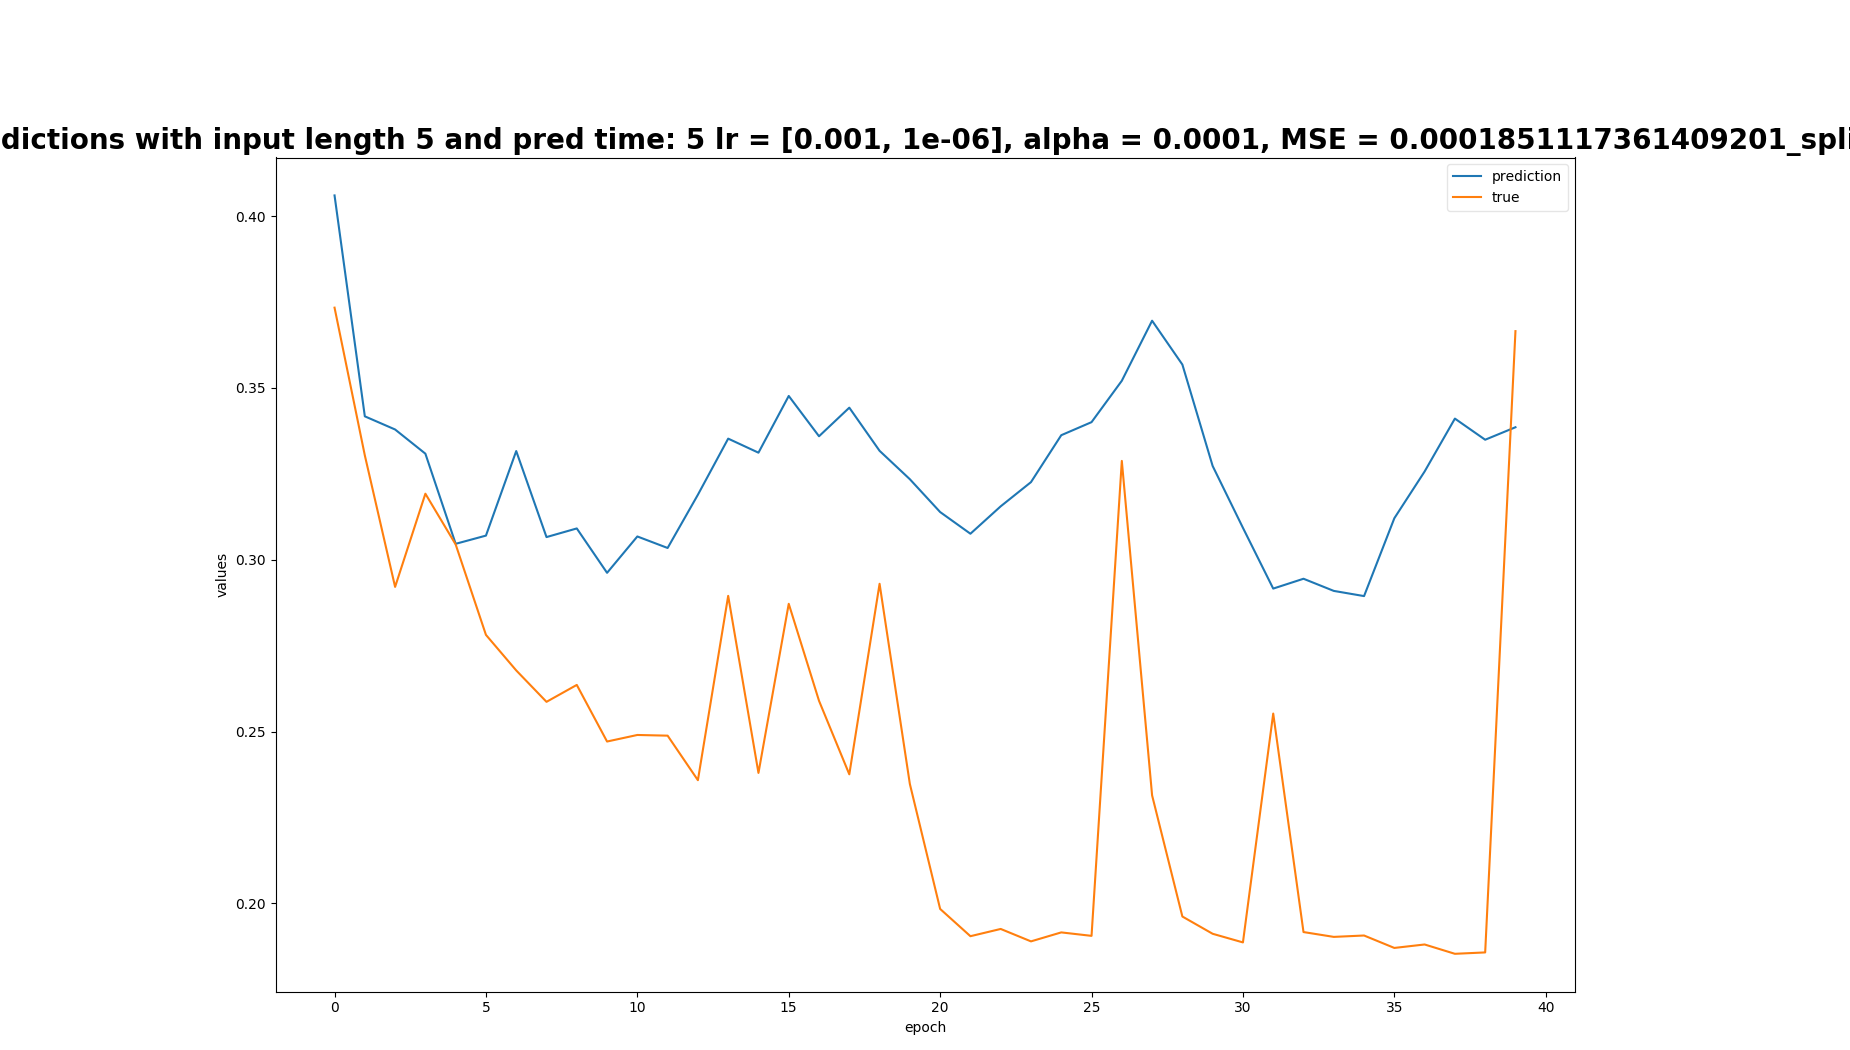 dictions with input length 5 and pred time: 5 lr = [0.001, 1e-06], alpha = 0.0001, MSE = 0.0001851117361409201_spli
prediction
true
0.40
0.35
0.30
0.25
0.20
values
0 5 10 15 20 25 30 35 40
epoch